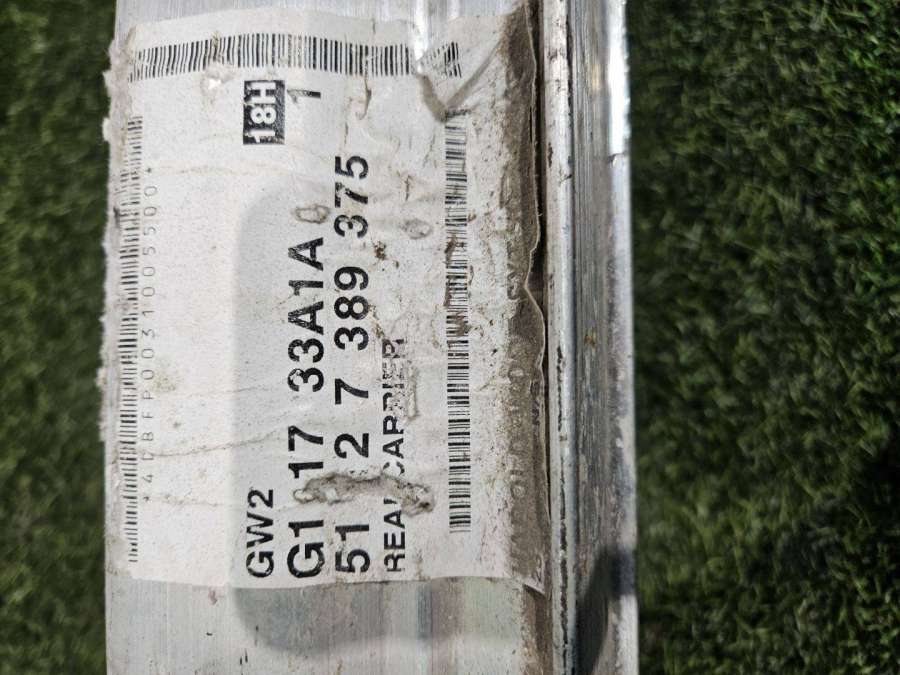 18H
1
GW2
G1 17 33A1A
51 2 7 389 375
REAR CARRIER